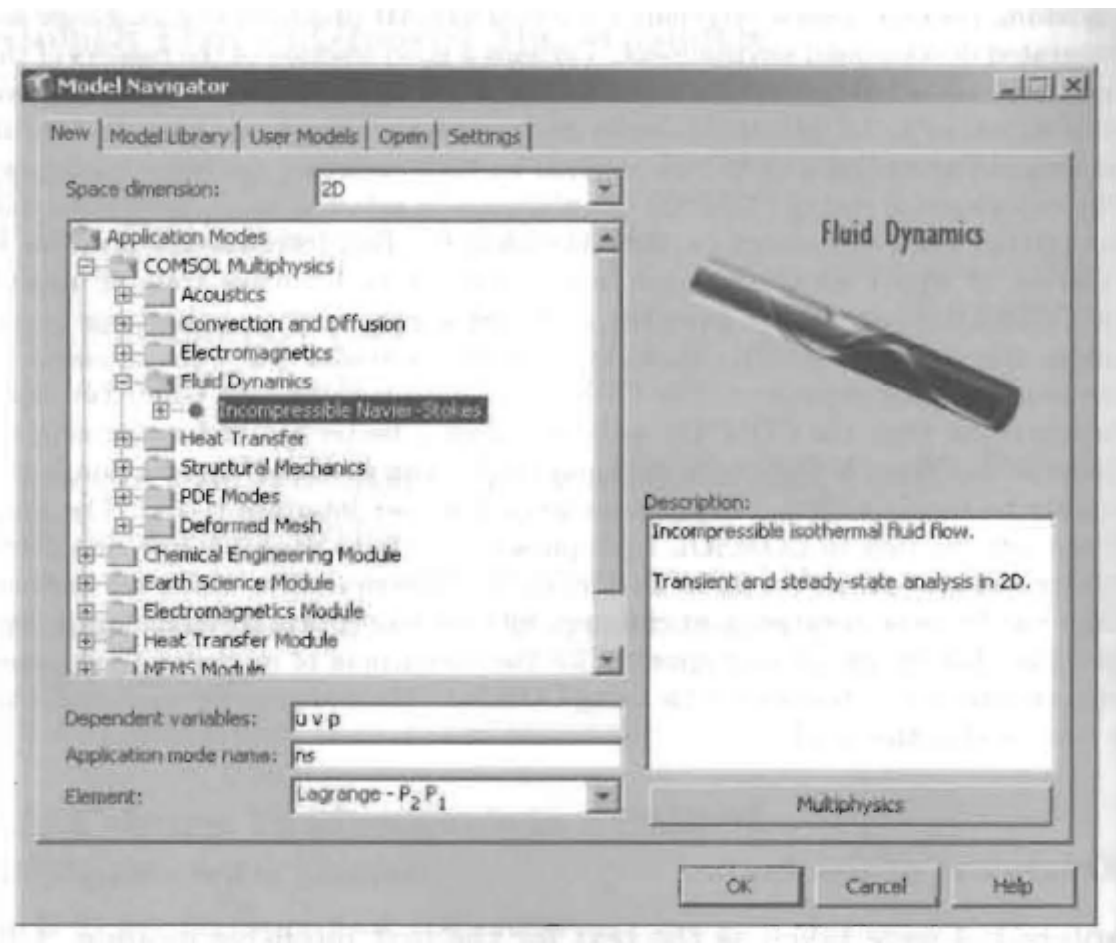 Model Navigator
New
Model Library
User Models
Open
Settings
Space dimension:
2D
Application Modes
COMSOL Multiphysics
Acoustics
Convection and Diffusion
Electromagnetics
Fluid Dynamics
Incompressible Navier-Stokes
Heat Transfer
Structural Mechanics
PDE Modes
Deformed Mesh
Chemical Engineering Module
Earth Science Module
Electromagnetics Module
Heat Transfer Module
MEMS Module
Dependent variables:
u v p
Application mode name:
ns
Element:
Lagrange - P2 P1
Fluid Dynamics
Description:
Incompressible isothermal fluid flow.
Transient and steady-state analysis in 2D.
Multiphysics
OK
Cancel
Help